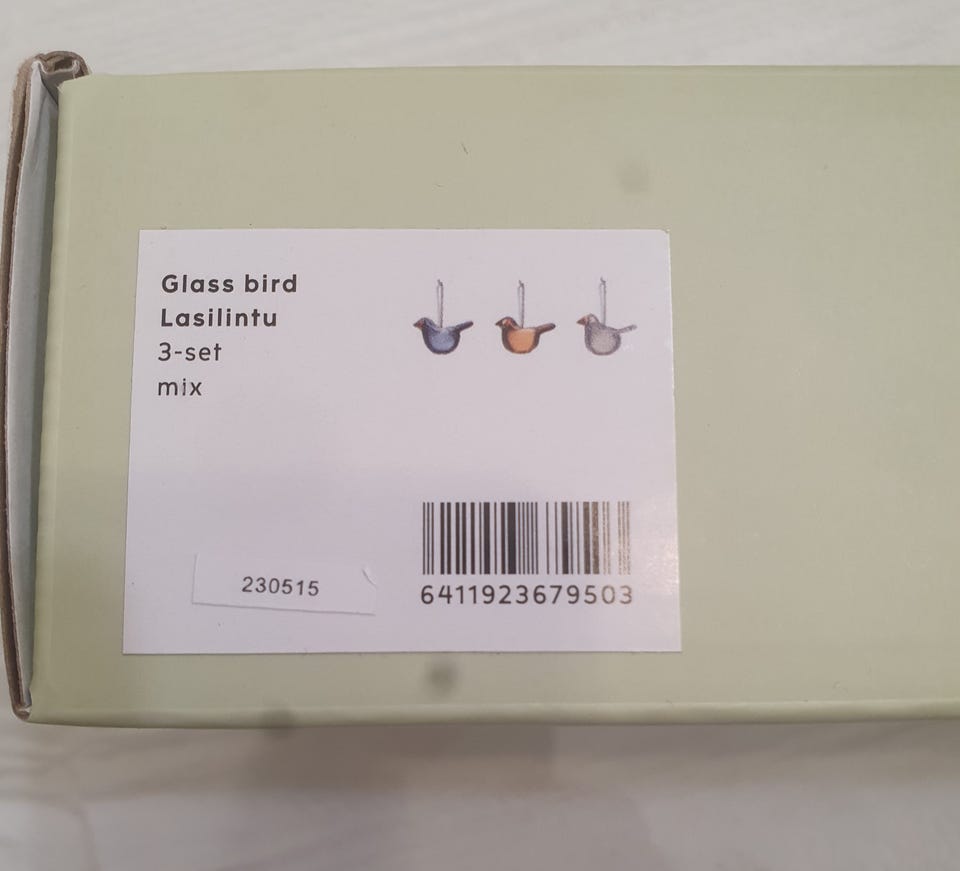 Glass bird
Lasilintu
3-set
mix
230515
6411923679503